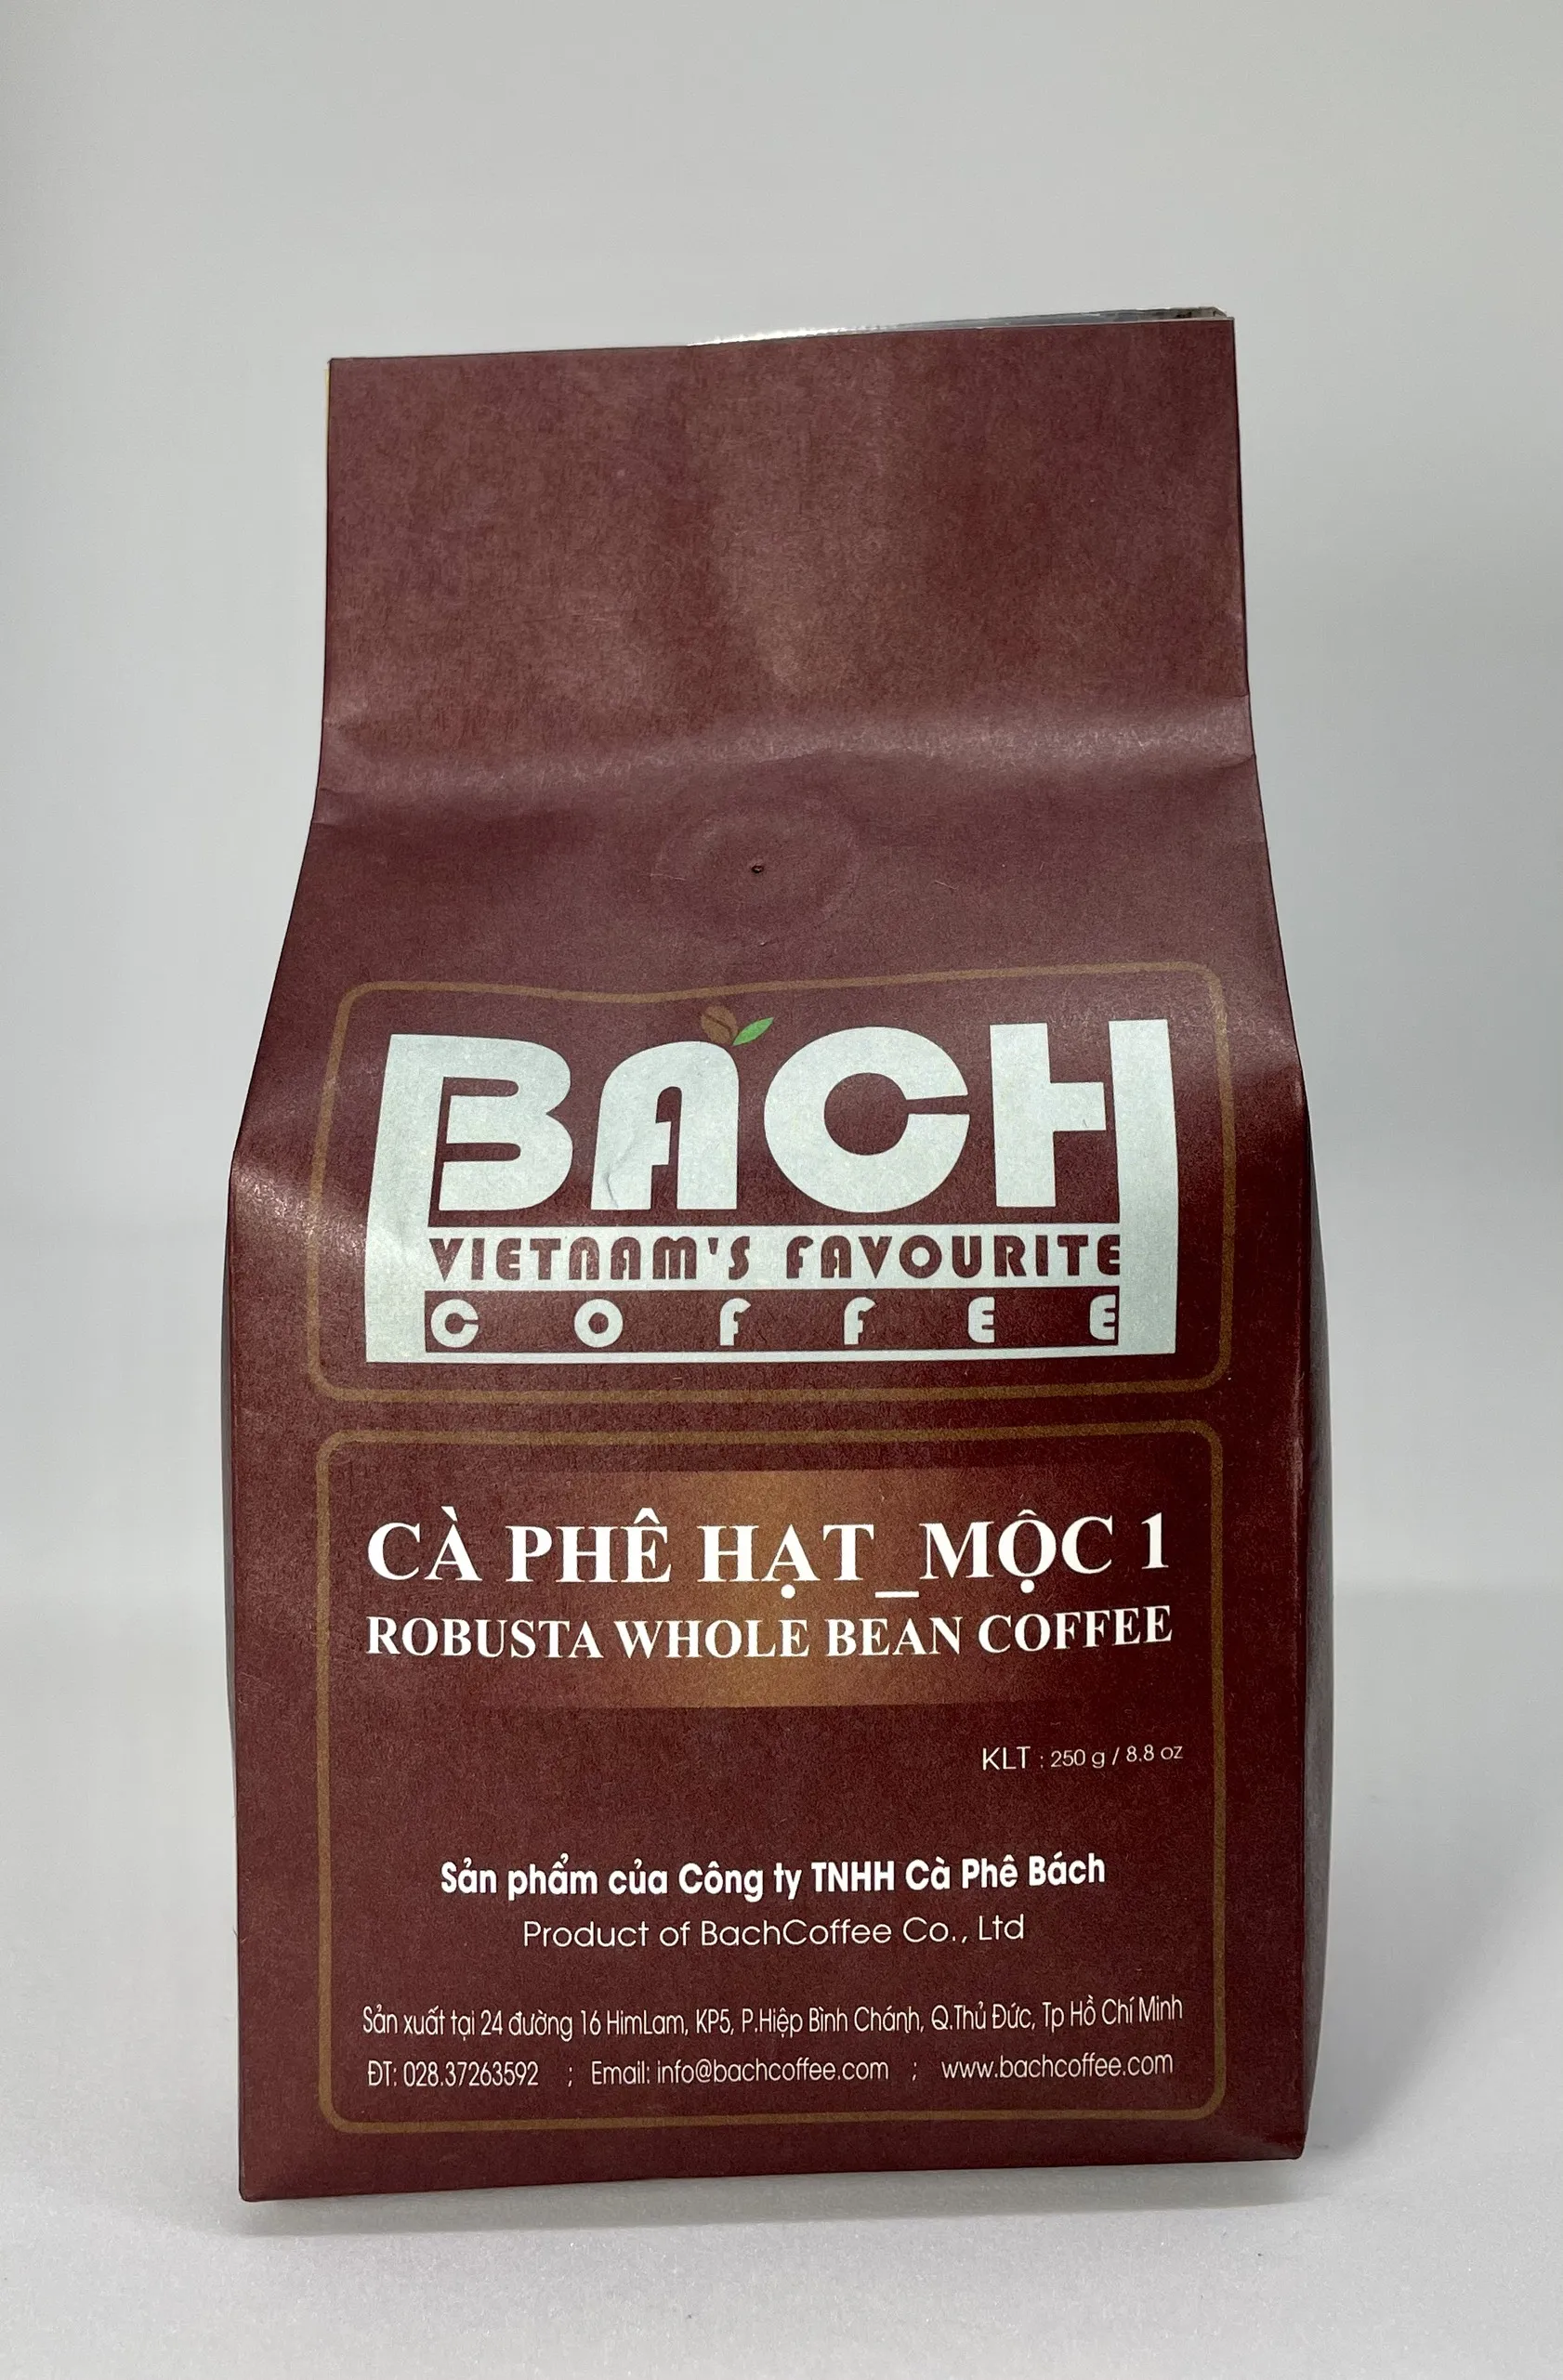 BÁCH
VIETNAM'S FAVOURITE
COFFEE
CÀ PHÊ HẠT_MỘC 1
ROBUSTA WHOLE BEAN COFFEE
KLT : 250 g / 8.8 oz
Sản phẩm của Công ty TNHH Cà Phê Bách
Product of BachCoffee Co., Ltd
Sản xuất tại 24 đường 16 HimLam, KP5, P.Hiệp Bình Chánh, Q.Thủ Đức, Tp Hồ Chí Minh
ĐT: 028.37263592 ; Email: info@bachcoffee.com ; www.bachcoffee.com